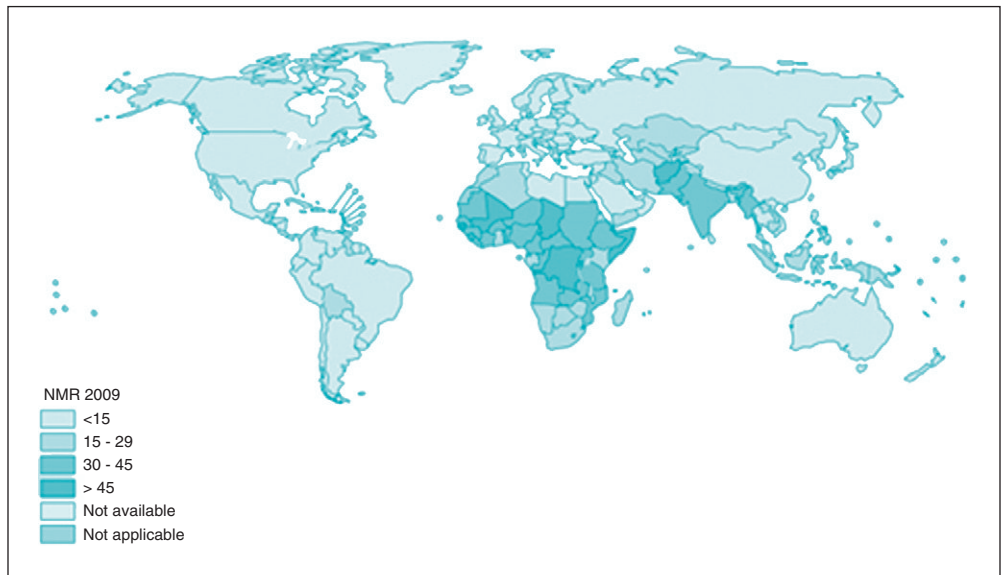 NMR 2009
<15
15 - 29
30 - 45
> 45
Not available
Not applicable